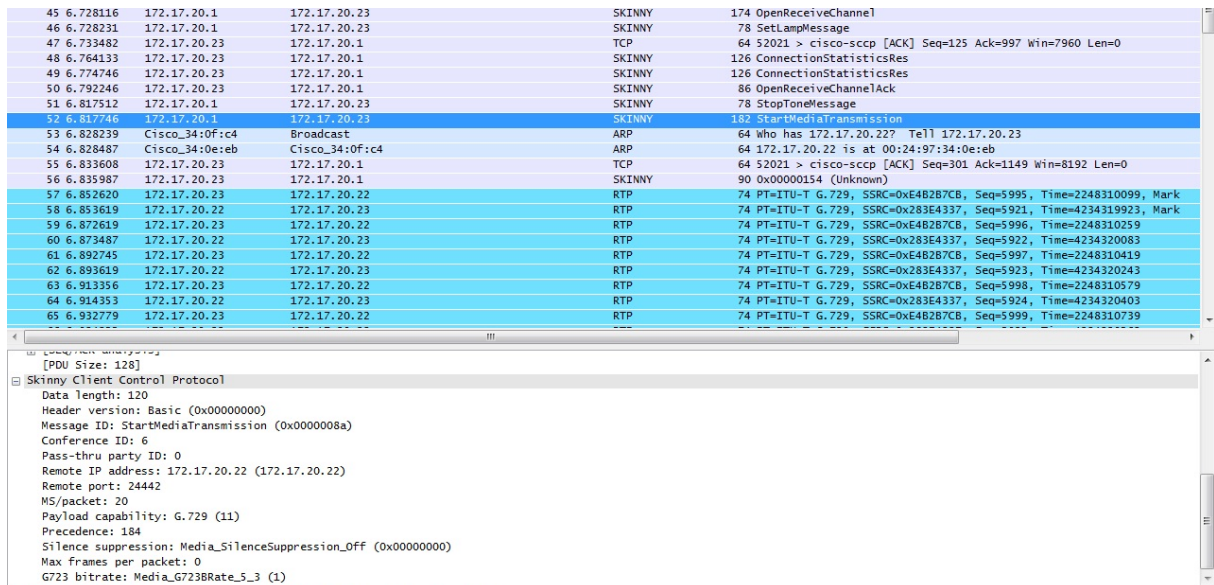 45 6.728116 172.17.20.1 172.17.20.23 SKINNY 174 OpenReceiveChannel
46 6.728231 172.17.20.1 172.17.20.23 SKINNY 78 SetLampMessage
47 6.733482 172.17.20.23 172.17.20.1 TCP 64 52021 > cisco-sccp [ACK] Seq=125 Ack=997 Win=7960 Len=0
48 6.764133 172.17.20.23 172.17.20.1 SKINNY 126 ConnectionStatisticsRes
49 6.774746 172.17.20.23 172.17.20.1 SKINNY 126 ConnectionStatisticsRes
50 6.792246 172.17.20.23 172.17.20.1 SKINNY 86 OpenReceiveChannelAck
51 6.817512 172.17.20.1 172.17.20.23 SKINNY 78 StopToneMessage
52 6.817746 172.17.20.1 172.17.20.23 SKINNY 182 StartMediaTransmission
53 6.828239 Cisco_34:0f:c4 Broadcast ARP 64 Who has 172.17.20.22? Tell 172.17.20.23
54 6.828487 Cisco_34:0e:eb Cisco_34:0f:c4 ARP 64 172.17.20.22 is at 00:24:97:34:0e:eb
55 6.833608 172.17.20.23 172.17.20.1 TCP 64 52021 > cisco-sccp [ACK] Seq=301 Ack=1149 Win=8192 Len=0
56 6.835987 172.17.20.23 172.17.20.1 SKINNY 90 0x00000154 (Unknown)
57 6.852620 172.17.20.23 172.17.20.22 RTP 74 PT=ITU-T G.729, SSRC=0xE4B2B7CB, Seq=5995, Time=2248310099, Mark
58 6.853619 172.17.20.22 172.17.20.23 RTP 74 PT=ITU-T G.729, SSRC=0x283E4337, Seq=5921, Time=4234319923, Mark
59 6.872619 172.17.20.23 172.17.20.22 RTP 74 PT=ITU-T G.729, SSRC=0xE4B2B7CB, Seq=5996, Time=2248310259
60 6.873487 172.17.20.22 172.17.20.23 RTP 74 PT=ITU-T G.729, SSRC=0x283E4337, Seq=5922, Time=4234320083
61 6.892745 172.17.20.23 172.17.20.22 RTP 74 PT=ITU-T G.729, SSRC=0xE4B2B7CB, Seq=5997, Time=2248310419
62 6.893619 172.17.20.22 172.17.20.23 RTP 74 PT=ITU-T G.729, SSRC=0x283E4337, Seq=5923, Time=4234320243
63 6.913356 172.17.20.23 172.17.20.22 RTP 74 PT=ITU-T G.729, SSRC=0xE4B2B7CB, Seq=5998, Time=2248310579
64 6.914353 172.17.20.22 172.17.20.23 RTP 74 PT=ITU-T G.729, SSRC=0x283E4337, Seq=5924, Time=4234320403
65 6.932779 172.17.20.23 172.17.20.22 RTP 74 PT=ITU-T G.729, SSRC=0xE4B2B7CB, Seq=5999, Time=2248310739
[SEQ/ACK analysis]
[PDU Size: 128]
Skinny Client Control Protocol
Data length: 120
Header version: Basic (0x00000000)
Message ID: StartMediaTransmission (0x0000008a)
Conference ID: 6
Pass-thru party ID: 0
Remote IP address: 172.17.20.22 (172.17.20.22)
Remote port: 24442
MS/packet: 20
Payload capability: G.729 (11)
Precedence: 184
Silence suppression: Media_SilenceSuppression_Off (0x00000000)
Max frames per packet: 0
G723 bitrate: Media_G723BRate_5_3 (1)